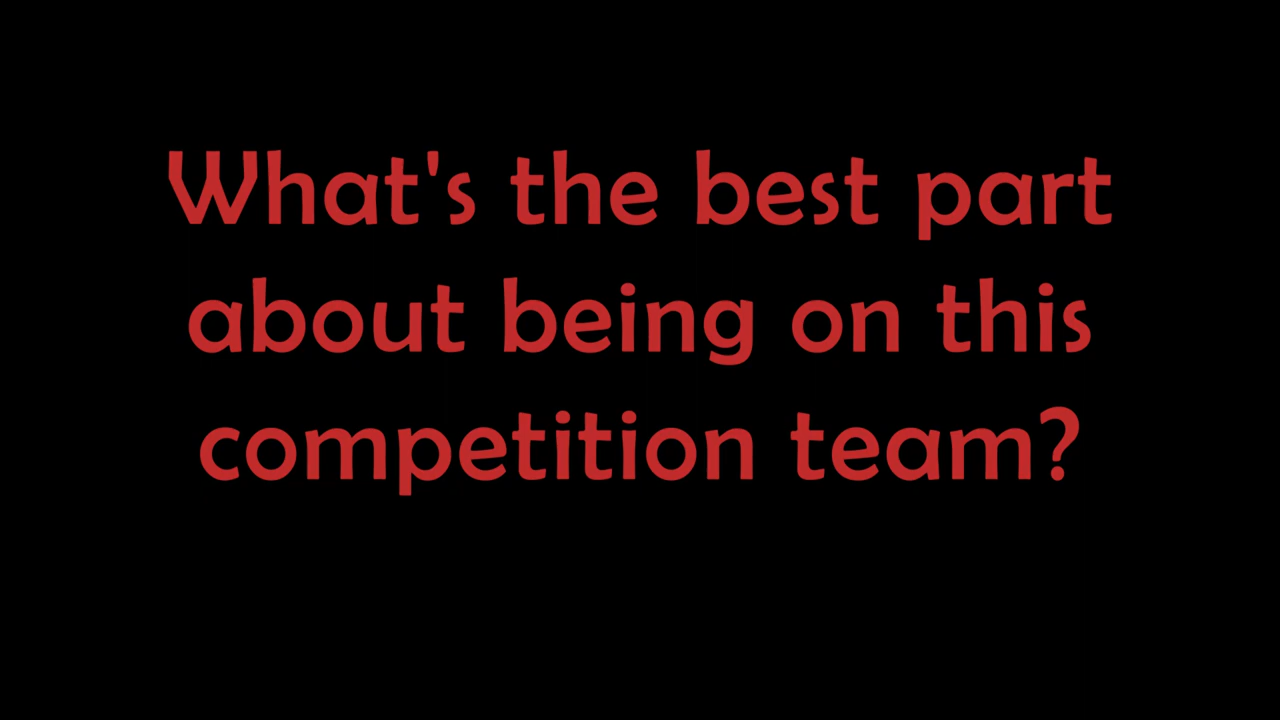 What's the best part
about being on this
competition team?